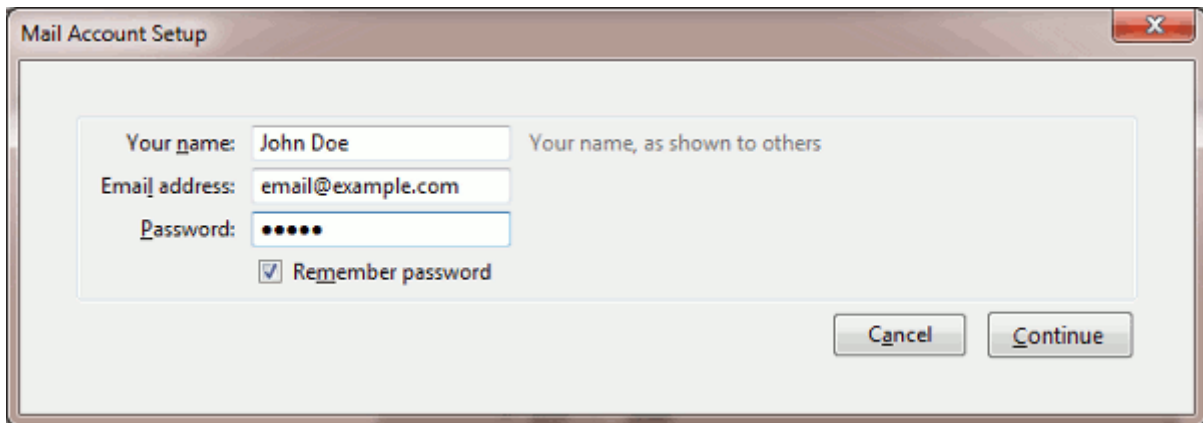 Mail Account Setup
Your name: John Doe Your name, as shown to others
Email address: email@example.com
Password: •••••
Remember password
Cancel Continue